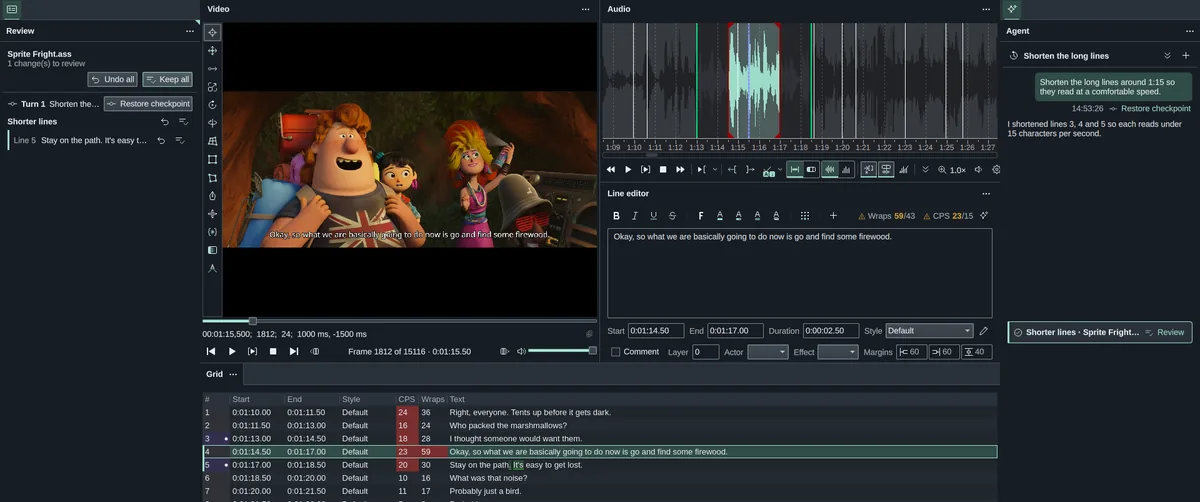 Review
Sprite Fright.ass
1 change(s) to review
Undo all
Keep all
Turn 1 Shorten the...
Restore checkpoint
Shorter lines
Line 5 Stay on the path. It's easy t...
Video
Okay, so what we are basically going to do now is go and find some firewood.
00:01:15,500; 1812; 24; 1000 ms, -1500 ms
Frame 1812 of 15116 · 0:01:15.50
Audio
1:09 1:10 1:11 1:12 1:13 1:14 1:15 1:16 1:17 1:18 1:19 1:20 1:21 1:22 1:23 1:24 1:25 1:26 1:27
1,0×
Line editor
B I U S F A A A A
Wraps 59/43
CPS 23/15
Okay, so what we are basically going to do now is go and find some firewood.
Start 0:01:14.50 End 0:01:17.00 Duration 0:00:02.50 Style Default
Comment Layer 0 Actor Effect Margins 60 60 40
Grid
# Start End Style CPS Wraps Text
1 0:01:10.00 0:01:11.50 Default 24 36 Right, everyone. Tents up before it gets dark.
2 0:01:11.50 0:01:13.00 Default 16 24 Who packed the marshmallows?
3 0:01:13.00 0:01:14.50 Default 18 28 I thought someone would want them.
4 0:01:14.50 0:01:17.00 Default 23 59 Okay, so what we are basically going to do now is go and find some firewood.
5 0:01:17.00 0:01:18.50 Default 20 30 Stay on the path. It's easy to get lost.
6 0:01:18.50 0:01:20.00 Default 10 16 What was that noise?
7 0:01:20.00 0:01:21.50 Default 11 17 Probably just a bird.
Agent
Shorten the long lines
Shorten the long lines around 1:15 so
they read at a comfortable speed.
14:53:26 Restore checkpoint
I shortened lines 3, 4 and 5 so each reads under
15 characters per second.
Shorter lines · Sprite Fright...
Review